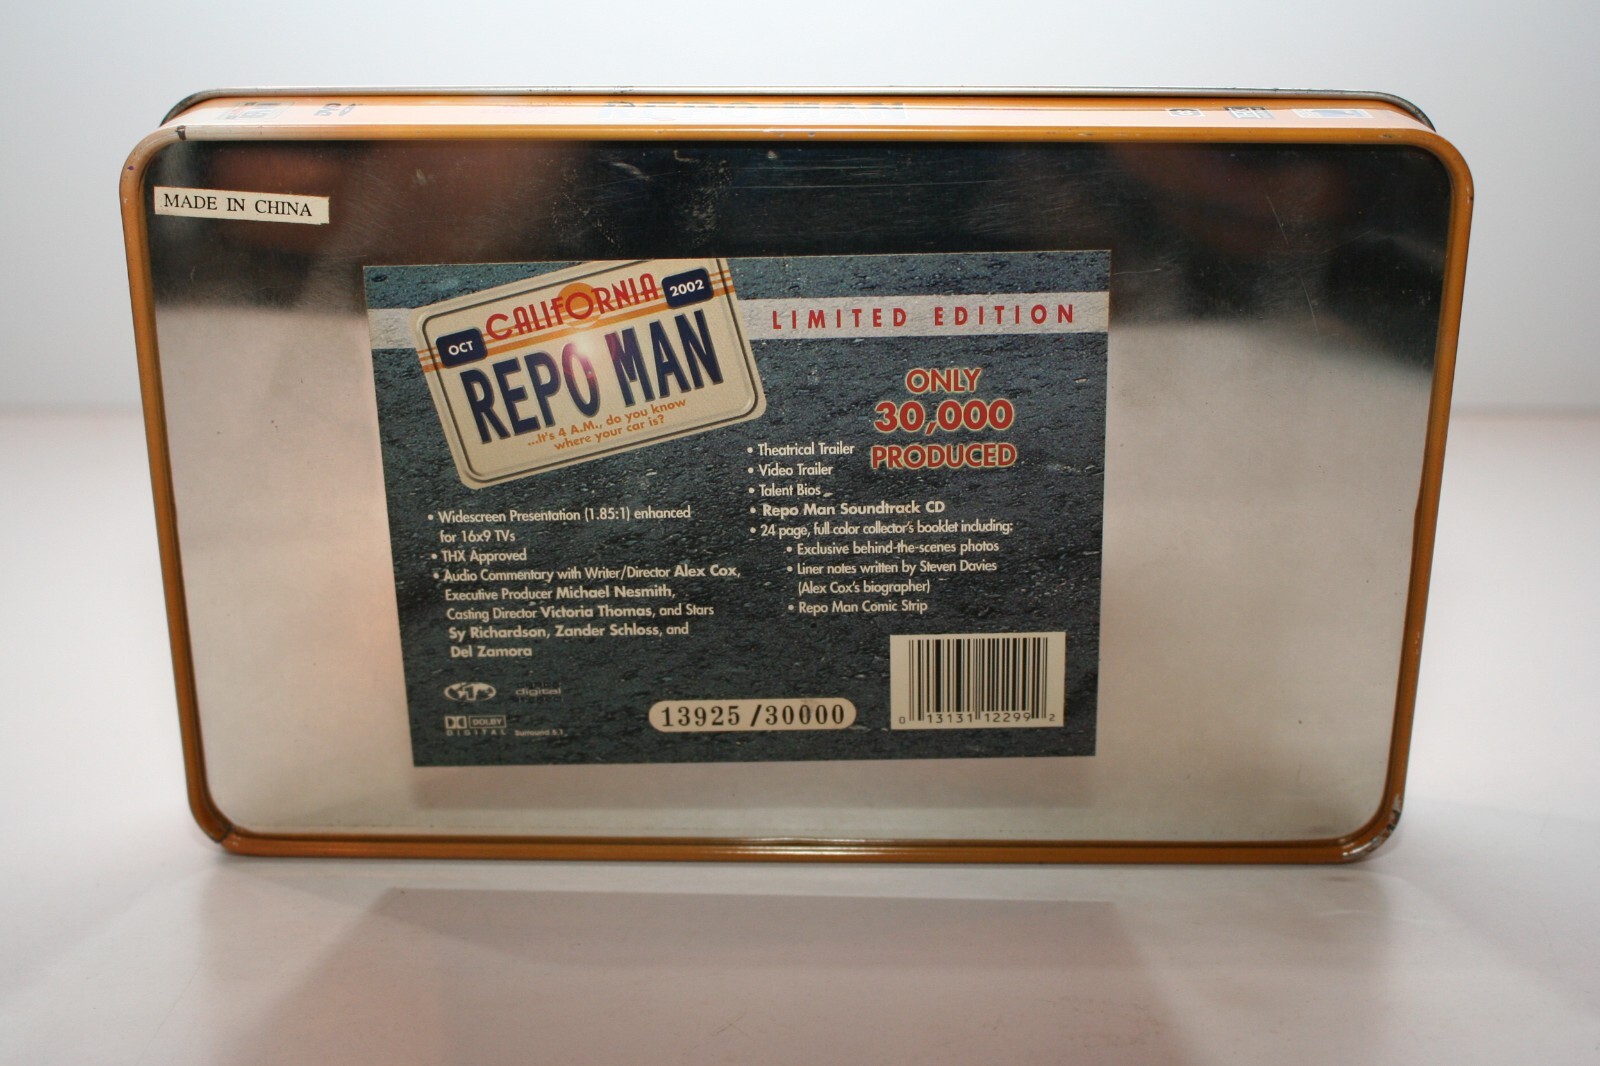 MADE IN CHINA
CALIFORNIA
OCT
2002
REPO MAN
...It's 4 A.M., do you know
where your car is?
LIMITED EDITION
ONLY
30,000
PRODUCED
• Widescreen Presentation (1.85:1) enhanced
for 16x9 TVs
• THX Approved
• Audio Commentary with Writer/Director Alex Cox,
Executive Producer Michael Nesmith,
Casting Director Victoria Thomas, and Stars
Sy Richardson, Zander Schloss, and
Del Zamora
• Theatrical Trailer
• Video Trailer
• Talent Bios
• Repo Man Soundtrack CD
• 24 page, full color collector's booklet including:
• Exclusive behind-the-scenes photos
• Liner notes written by Steven Davies
(Alex Cox's biographer)
• Repo Man Comic Strip
digital
DOLBY
DIGITAL Surround 5.1
13925 /30000
0 13131 12299 2